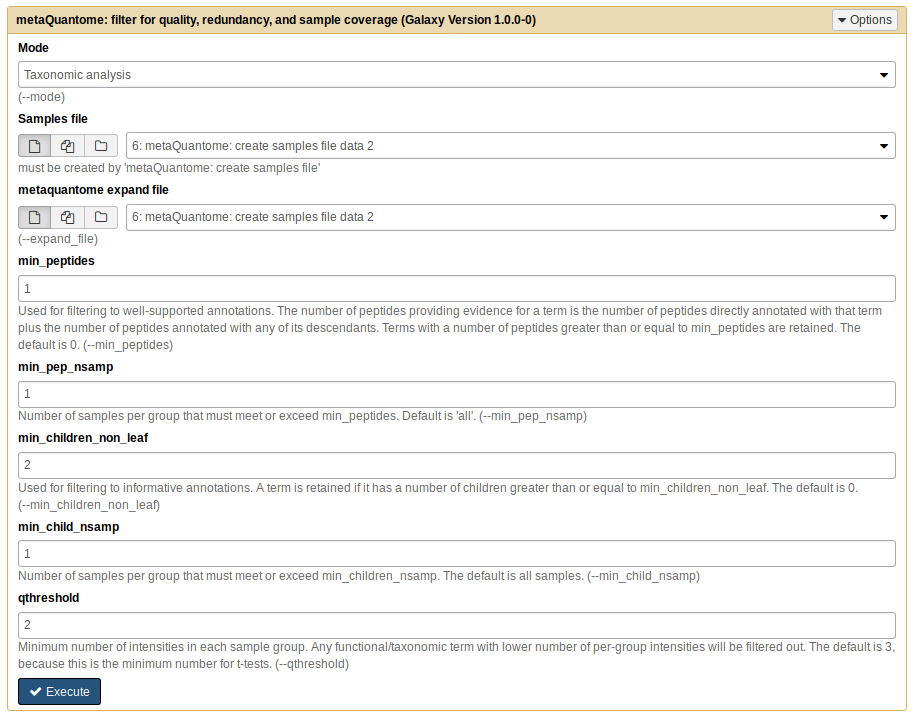 metaQuantome: filter for quality, redundancy, and sample coverage (Galaxy Version 1.0.0-0) Options
Mode
Taxonomic analysis
(--mode)
Samples file
6: metaQuantome: create samples file data 2
must be created by 'metaQuantome: create samples file'
metaquantome expand file
6: metaQuantome: create samples file data 2
(--expand_file)
min_peptides
1
Used for filtering to well-supported annotations. The number of peptides providing evidence for a term is the number of peptides directly annotated with that term
plus the number of peptides annotated with any of its descendants. Terms with a number of peptides greater than or equal to min_peptides are retained. The
default is 0. (--min_peptides)
min_pep_nsamp
1
Number of samples per group that must meet or exceed min_peptides. Default is 'all'. (--min_pep_nsamp)
min_children_non_leaf
2
Used for filtering to informative annotations. A term is retained if it has a number of children greater than or equal to min_children_non_leaf. The default is 0.
(--min_children_non_leaf)
min_child_nsamp
1
Number of samples per group that must meet or exceed min_children_nsamp. The default is all samples. (--min_child_nsamp)
qthreshold
2
Minimum number of intensities in each sample group. Any functional/taxonomic term with lower number of per-group intensities will be filtered out. The default is 3,
because this is the minimum number for t-tests. (--qthreshold)
Execute